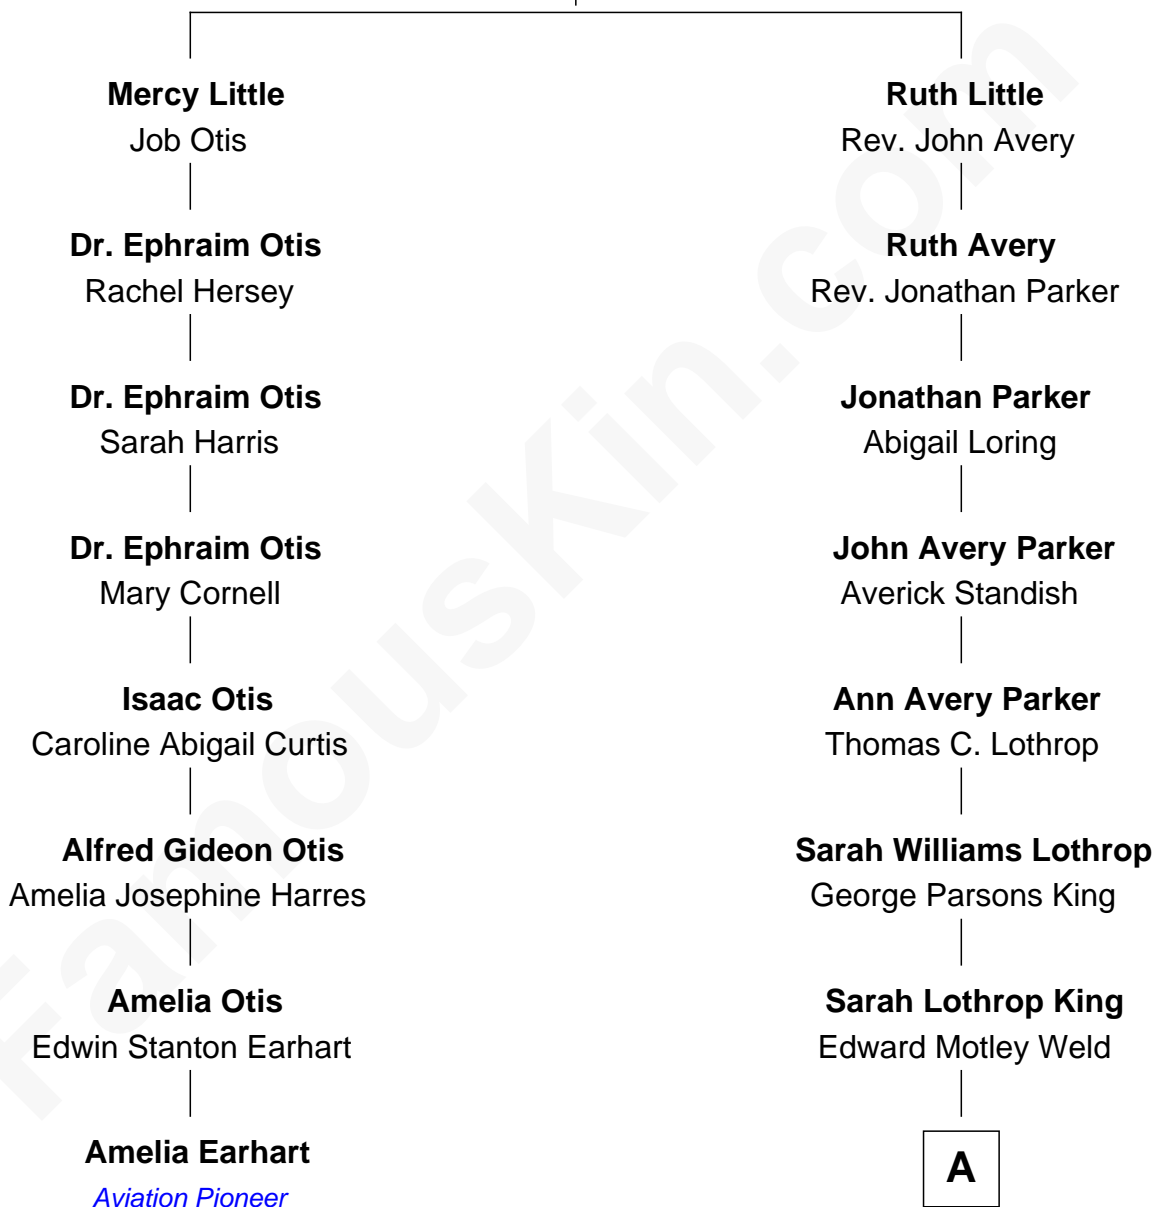 Mercy Little
Job Otis
Dr. Ephraim Otis
Rachel Hersey
Dr. Ephraim Otis
Sarah Harris
Dr. Ephraim Otis
Mary Cornell
Isaac Otis
Caroline Abigail Curtis
Alfred Gideon Otis
Amelia Josephine Harres
Amelia Otis
Edwin Stanton Earhart
Amelia Earhart
Aviation Pioneer
Ruth Little
Rev. John Avery
Ruth Avery
Rev. Jonathan Parker
Jonathan Parker
Abigail Loring
John Avery Parker
Averick Standish
Ann Avery Parker
Thomas C. Lothrop
Sarah Williams Lothrop
George Parsons King
Sarah Lothrop King
Edward Motley Weld
A
FamousKin.com